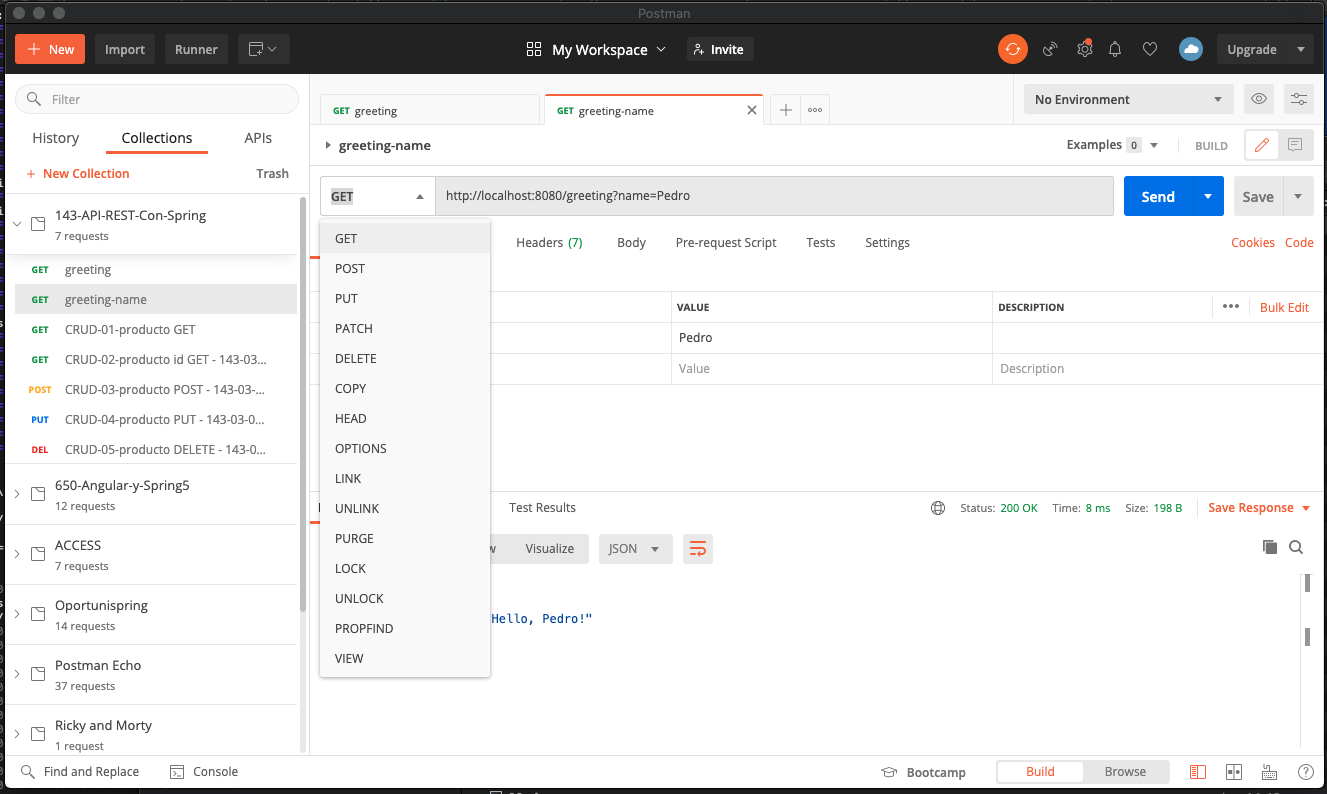 Postman
New Import Runner My Workspace Invite Upgrade
Filter
History Collections APIs
New Collection Trash
143-API-REST-Con-Spring
7 requests
GET greeting
GET greeting-name
GET CRUD-01-producto GET
GET CRUD-02-producto id GET - 143-03...
POST CRUD-03-producto POST - 143-03-...
PUT CRUD-04-producto PUT - 143-03-0...
DEL CRUD-05-producto DELETE - 143-0...
650-Angular-y-Spring5
12 requests
ACCESS
7 requests
Oportunispring
14 requests
Postman Echo
37 requests
Ricky and Morty
1 request
GET greeting
GET greeting-name
No Environment
greeting-name
Examples 0 BUILD
GET http://localhost:8080/greeting?name=Pedro Send Save
GET
POST
PUT
PATCH
DELETE
COPY
HEAD
OPTIONS
LINK
UNLINK
PURGE
LOCK
UNLOCK
PROPFIND
VIEW
Headers (7) Body Pre-request Script Tests Settings Cookies Code
VALUE DESCRIPTION Bulk Edit
Pedro
Value Description
Test Results Status: 200 OK Time: 8 ms Size: 198 B Save Response
Visualize JSON
Hello, Pedro!"
Find and Replace Console Bootcamp Build Browse